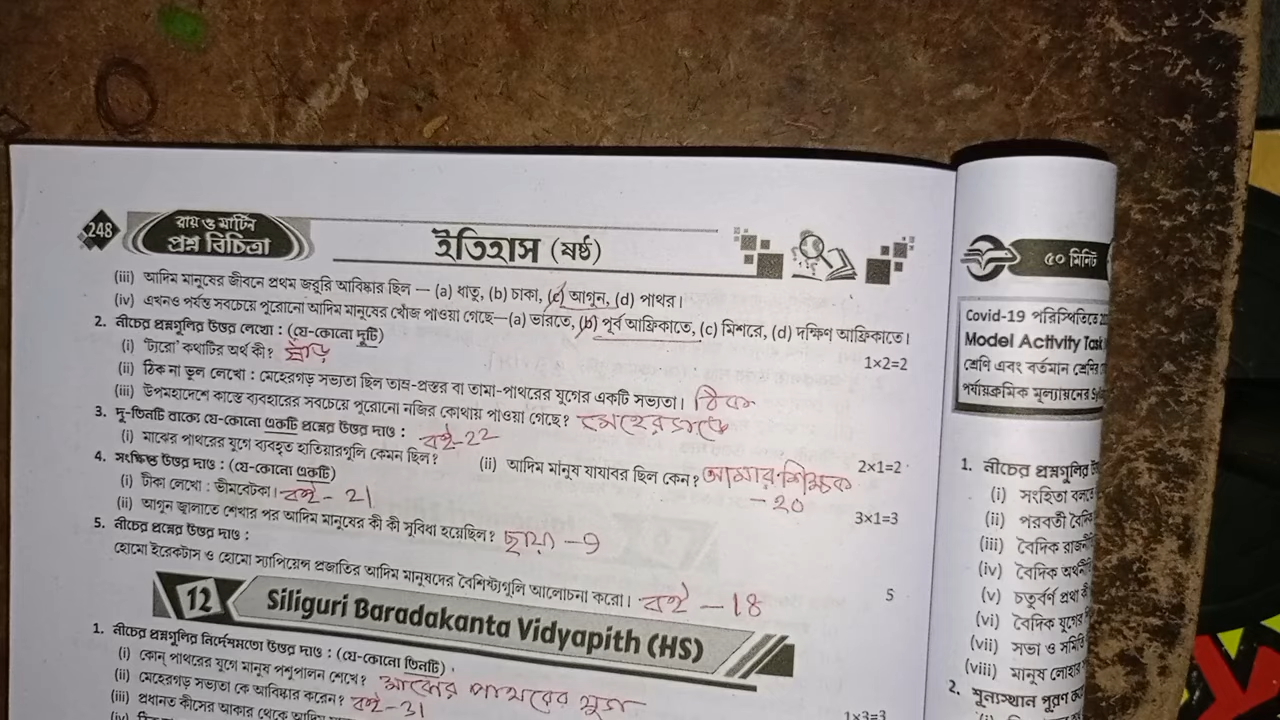 248 রায় ও মার্টিন প্রশ্ন বিচিত্রা ইতিহাস (ষষ্ঠ)
(iii) আদিম মানুষের জীবনে প্রথম জরুরি আবিষ্কার ছিল — (a) ধাতু, (b) চাকা, (c) আগুন, (d) পাথর।
(iv) এখনও পর্যন্ত সবচেয়ে পুরোনো আদিম মানুষের খোঁজ পাওয়া গেছে—(a) ভারতে, (b) পূর্ব আফ্রিকাতে, (c) মিশরে, (d) দক্ষিণ আফ্রিকাতে।
2. নীচের প্রশ্নগুলির উত্তর লেখো : (যে-কোনো দুটি) 1×2=2
(i) 'ট্যরো' কথাটির অর্থ কী? ষাঁড়
(ii) ঠিক না ভুল লেখো : মেহেরগড় সভ্যতা ছিল তাম্র-প্রস্তর বা তামা-পাথরের যুগের একটি সভ্যতা। ঠিক
(iii) উপমহাদেশে কাস্তে ব্যবহারের সবচেয়ে পুরোনো নজির কোথায় পাওয়া গেছে? মেহেরগড়ে
3. দু-তিনটি বাক্যে যে-কোনো একটি প্রশ্নের উত্তর দাও : 2×1=2
(i) মাঝের পাথরের যুগে ব্যবহৃত হাতিয়ারগুলি কেমন ছিল? বই-22 (ii) আদিম মানুষ যাযাবর ছিল কেন? আমার শিক্ষক - 20
4. সংক্ষিপ্ত উত্তর দাও : (যে-কোনো একটি) 3×1=3
(i) টীকা লেখো : ভীমবেটকা। বই - 21
(ii) আগুন জ্বালাতে শেখার পর আদিম মানুষের কী কী সুবিধা হয়েছিল? ছায়া - 9
5. নীচের প্রশ্নের উত্তর দাও :
হোমো ইরেকটাস ও হোমো স্যাপিয়েন্স প্রজাতির আদিম মানুষদের বৈশিষ্ট্যগুলি আলোচনা করো। বই - 18 5
12 Siliguri Baradakanta Vidyapith (HS)
1. নীচের প্রশ্নগুলির নির্দেশমতো উত্তর দাও : (যে-কোনো তিনটি) 1×3=3
(i) কোন্ পাথরের যুগে মানুষ পশুপালন শেখে? মাঝের পাথরের যুগ
(ii) মেহেরগড় সভ্যতা কে আবিষ্কার করেন? বই-31
(iii) প্রধানত কীসের আকার থেকে আদিম
৫০ মিনিট
Covid-19 পরিস্থিতিতে
Model Activity Task
শ্রেণি এবং বর্তমান শ্রেণির
পর্যায়ক্রমিক মূল্যায়নের
1. নীচের প্রশ্নগুলির
(i) সংহিতা বলতে
(ii) পরবর্তী বৈদিক
(iii) বৈদিক
(iv) বৈদিক
(v) চতুর্বর্ণ প্রথা কী
(vi) বৈদিক যুগের
(vii) সভা ও সমিতি
(viii) মানুষ লোহার
2. শূন্যস্থান পূরণ